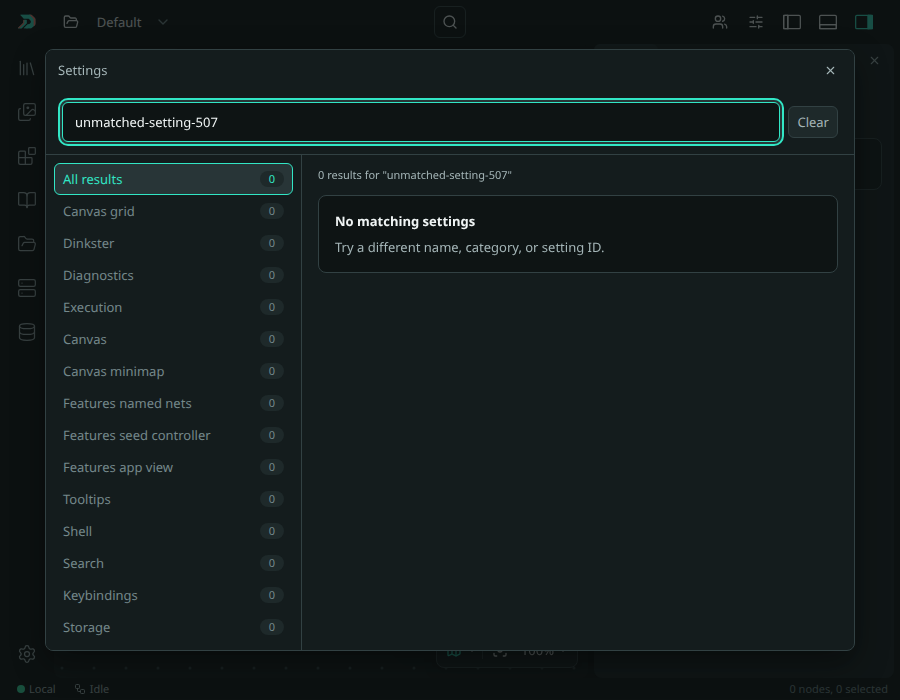 Default
Settings
unmatched-setting-507
Clear
All results 0
Canvas grid 0
Dinkster 0
Diagnostics 0
Execution 0
Canvas 0
Canvas minimap 0
Features named nets 0
Features seed controller 0
Features app view 0
Tooltips 0
Shell 0
Search 0
Keybindings 0
Storage 0
0 results for "unmatched-setting-507"
No matching settings
Try a different name, category, or setting ID.
100%
Local
Idle
0 nodes, 0 selected